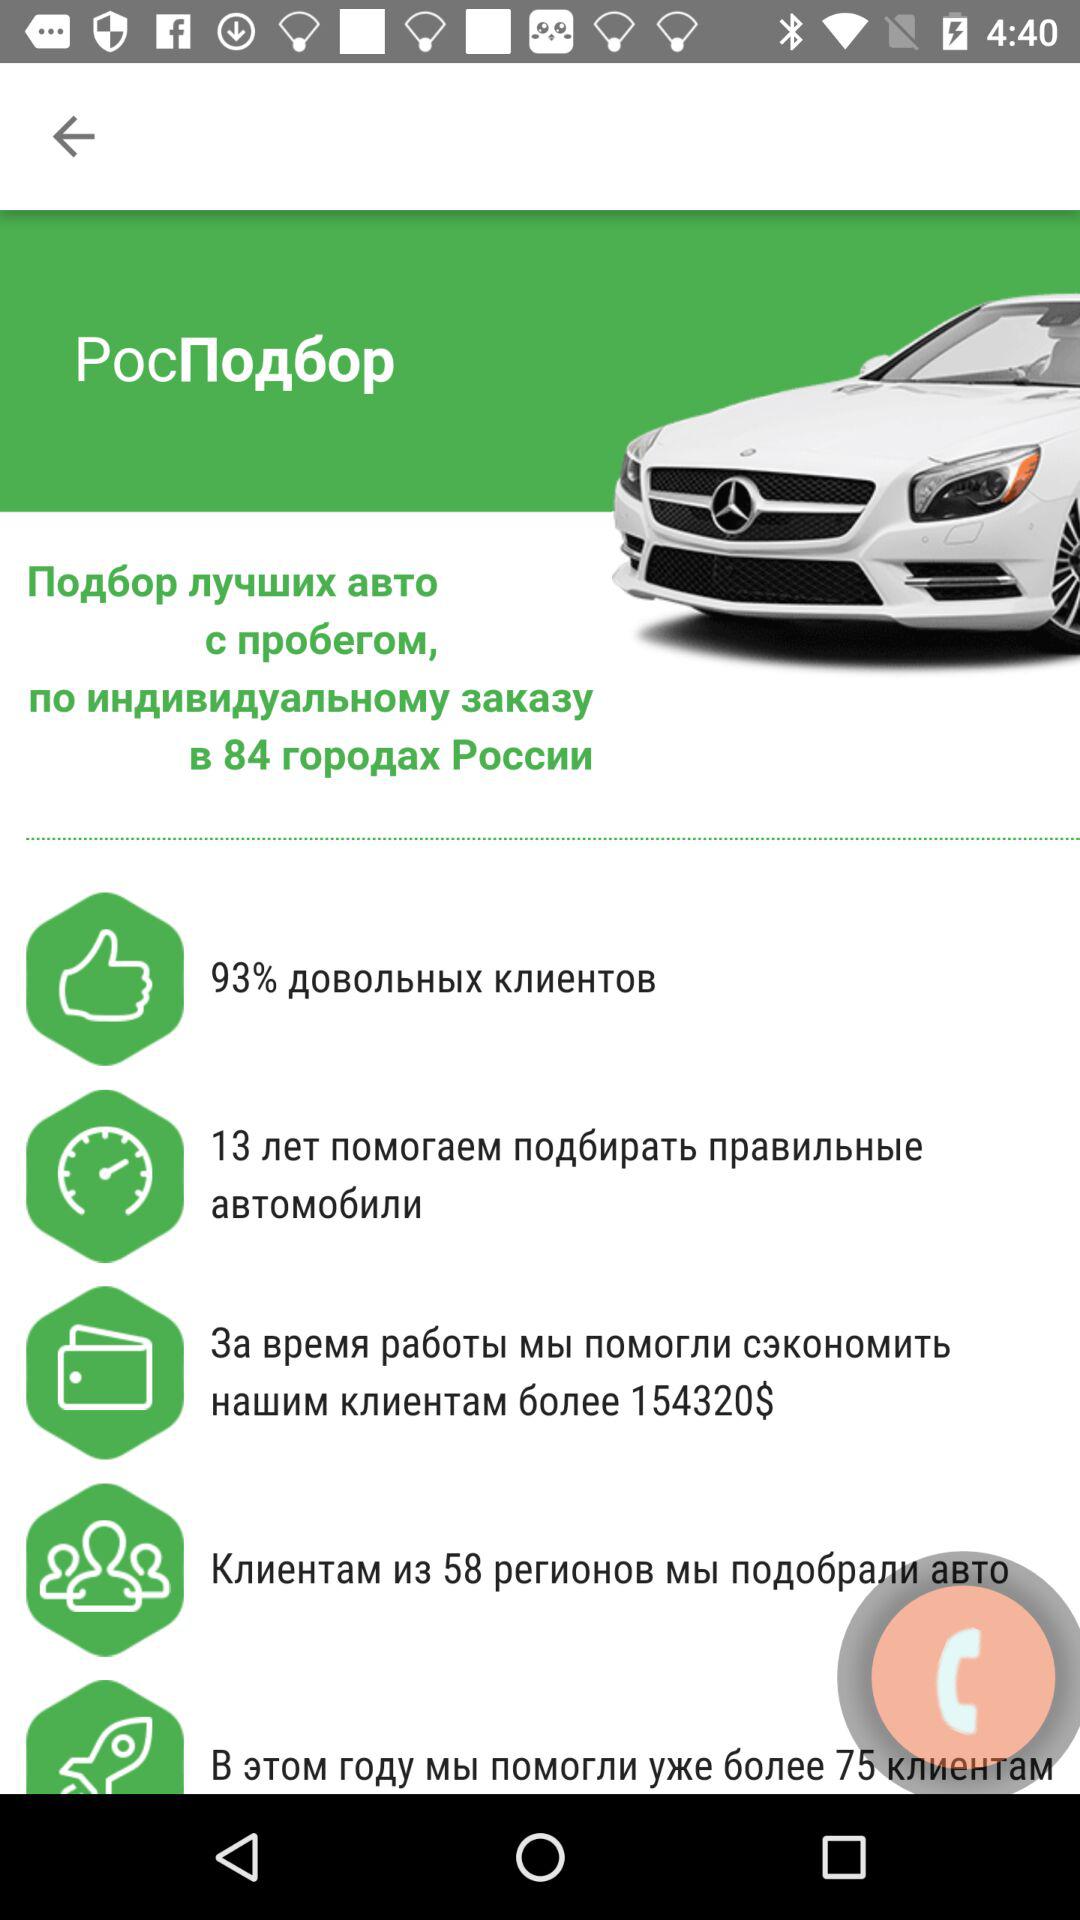 4:40
РосПодбор
Подбор лучших авто
с пробегом,
по индивидуальному заказу
в 84 городах России
93% довольных клиентов
13 лет помогаем подбирать правильные
автомобили
За время работы мы помогли сэкономить
нашим клиентам более 154320$
Клиентам из 58 регионов мы подобрали авто
В этом году мы помогли уже более 75 клиентам